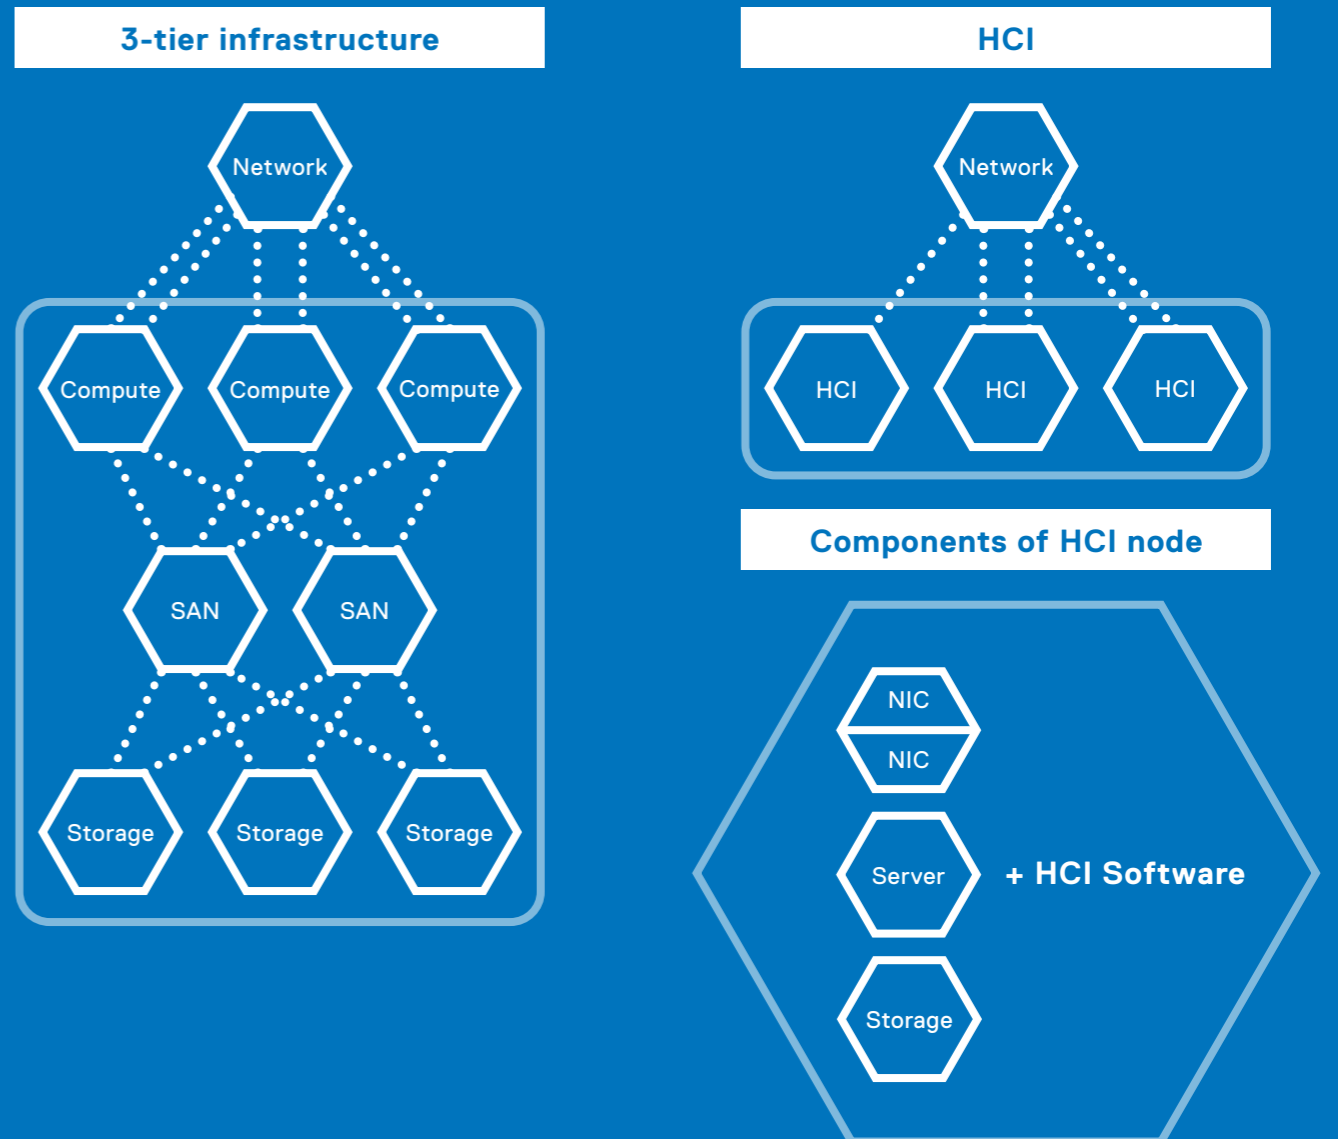 3-tier infrastructure
Network
Compute
Compute
Compute
SAN
SAN
Storage
Storage
Storage
HCI
Network
HCI
HCI
HCI
Components of HCI node
NIC
NIC
Server
+ HCI Software
Storage